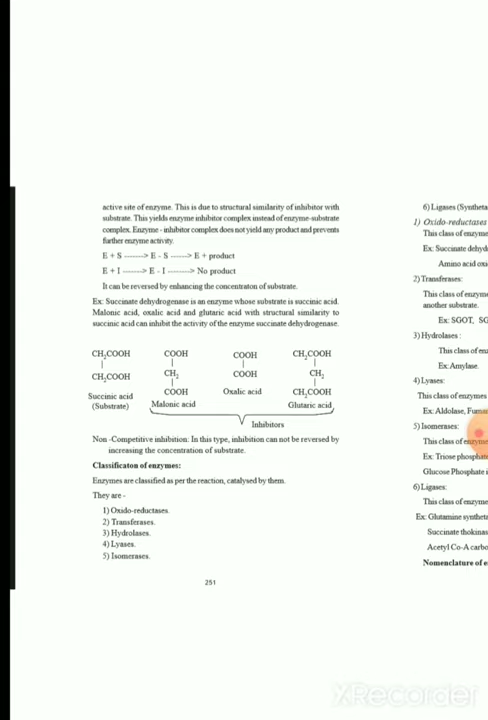 active site of enzyme. This is due to structural similarity of inhibitor with
substrate. This yields enzyme inhibitor complex instead of enzyme-substrate
complex. Enzyme - inhibitor complex does not yield any product and prevents
further enzyme activity.
E + S --------> E - S ------> E + product
E + I -------> E - I --------> No product
It can be reversed by enhancing the concentraton of substrate.
Ex: Succinate dehydrogenase is an enzyme whose substrate is succinic acid.
Malonic acid, oxalic acid and glutaric acid with structural similarity to
succinic acid can inhibit the activity of the enzyme succinate dehydrogenase.
CH₂COOH COOH COOH CH₂COOH
CH₂COOH CH₂ COOH CH₂
COOH CH₂COOH
Succinic acid Malonic acid Oxalic acid Glutaric acid
(Substrate)
Inhibitors
Non -Competitive inhibition: In this type, inhibition can not be reversed by
increasing the concentration of substrate.
Classificaton of enzymes:
Enzymes are classified as per the reaction, catalysed by them.
They are -
1) Oxido-reductases.
2) Transferases.
3) Hydrolases.
4) Lyases.
5) Isomerases.
251
6) Ligases (Syntheta
1) Oxido-reductases
This class of enzyme
Ex: Succinate dehydr
Amino acid oxi
2) Transferases:
This class of enzyme
another substrate.
Ex: SGOT, SG
3) Hydrolases :
This class of en
Ex: Amylase.
4) Lyases:
This class of enzymes
Ex: Aldolase, Fuma
5) Isomerases:
This class of enzyme
Ex: Triose phosphate
Glucose Phosphate i
6) Ligases:
This class of enzyme
Ex: Glutamine syntheta
Succinate thokinas
Acetyl Co-A carbo
Nomenclature of e
XRecorder